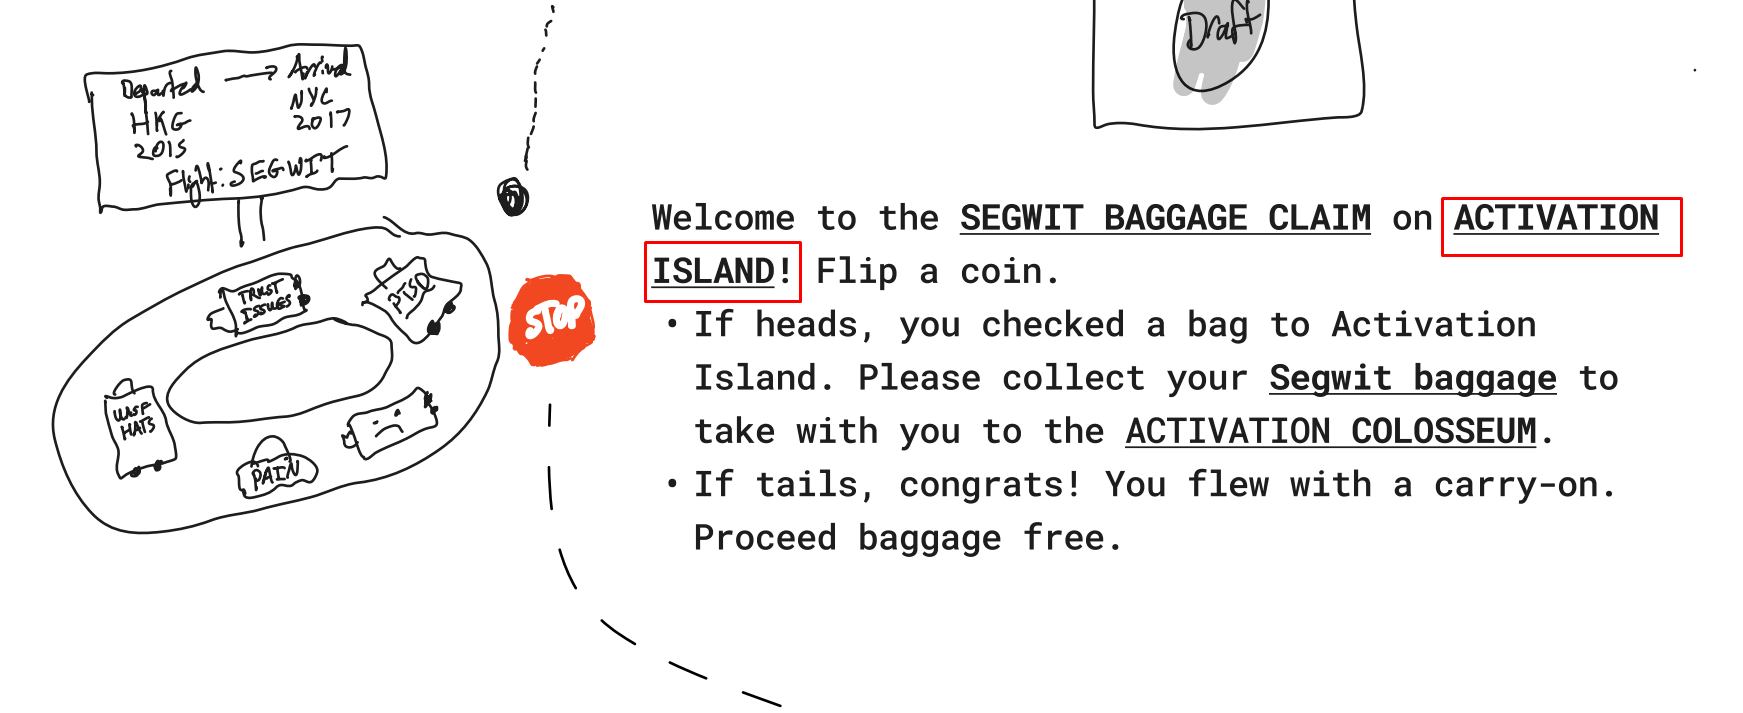 Draft
Departed → Arrival
HKG NYC
2015 2017
Flight: SEGWIT
TRUST
ISSUES
PTSD
STOP
UASF
HATS
PAIN
Welcome to the SEGWIT BAGGAGE CLAIM on ACTIVATION
ISLAND! Flip a coin.
• If heads, you checked a bag to Activation
Island. Please collect your Segwit baggage to
take with you to the ACTIVATION COLOSSEUM.
• If tails, congrats! You flew with a carry-on.
Proceed baggage free.